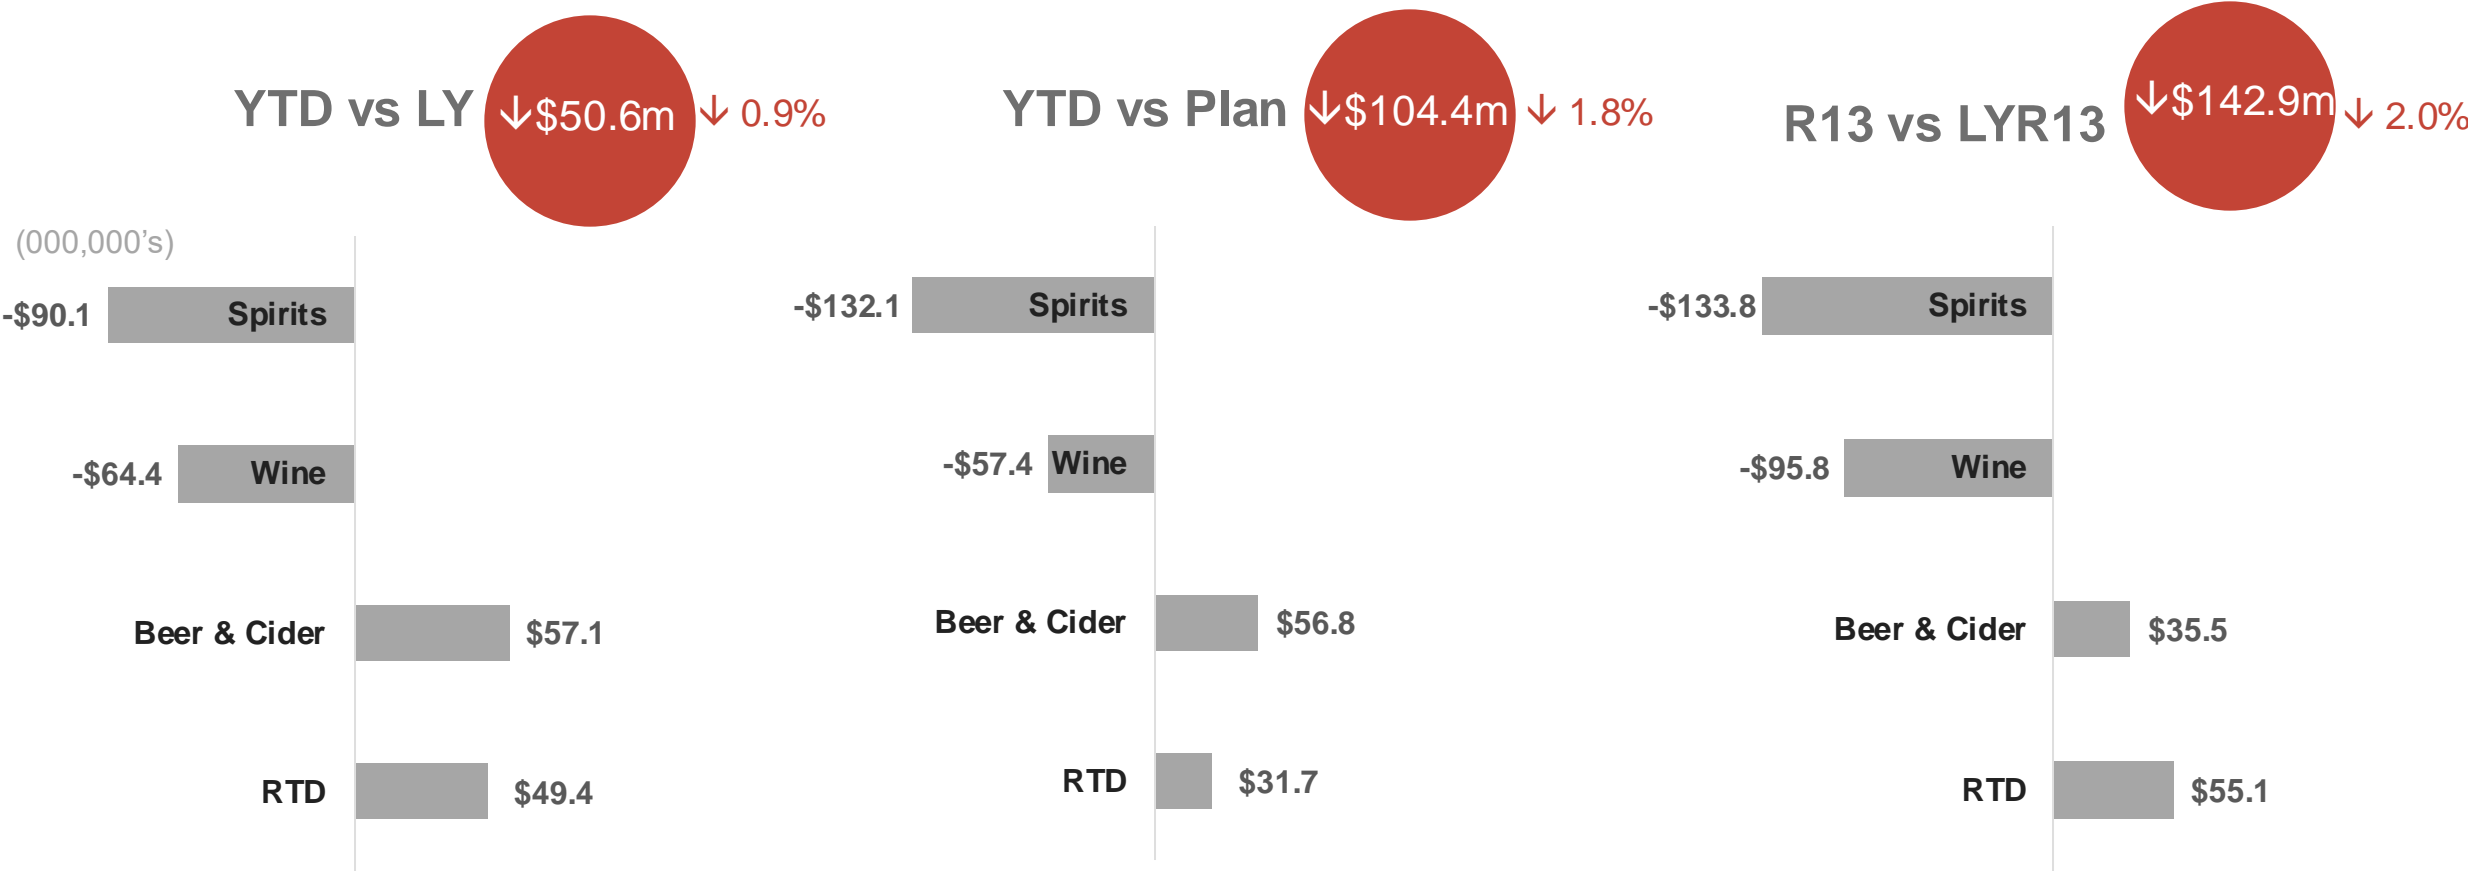 YTD vs LY ↓$50.6m ↓ 0.9%
YTD vs Plan ↓$104.4m ↓ 1.8%
R13 vs LYR13 ↓$142.9m ↓ 2.0%
(000,000’s)
-$90.1 Spirits
-$64.4 Wine
Beer & Cider $57.1
RTD $49.4
-$132.1 Spirits
-$57.4 Wine
Beer & Cider $56.8
RTD $31.7
-$133.8 Spirits
-$95.8 Wine
Beer & Cider $35.5
RTD $55.1